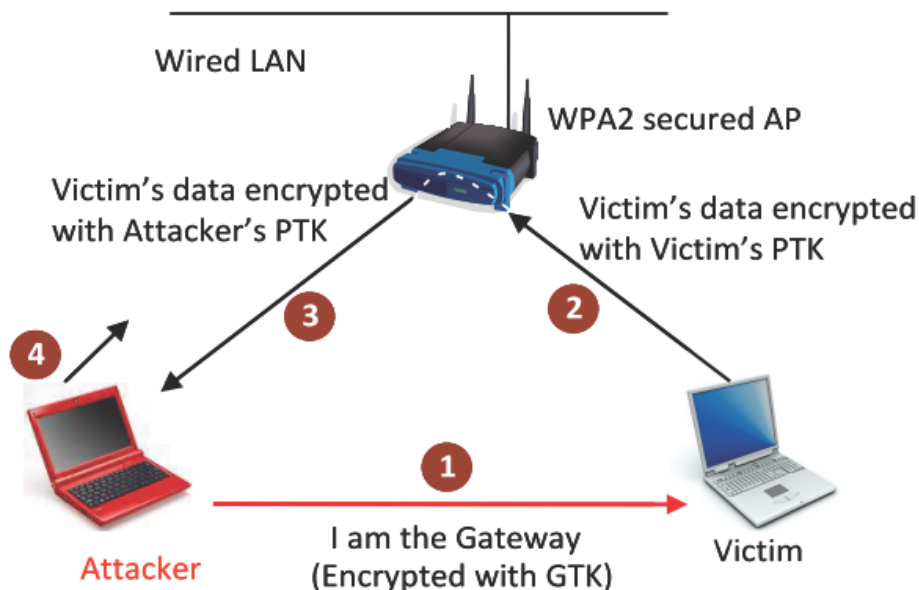 Wired LAN
WPA2 secured AP
Victim's data encrypted
with Attacker's PTK
Victim's data encrypted
with Victim's PTK
3
2
4
1
I am the Gateway
(Encrypted with GTK)
Attacker
Victim